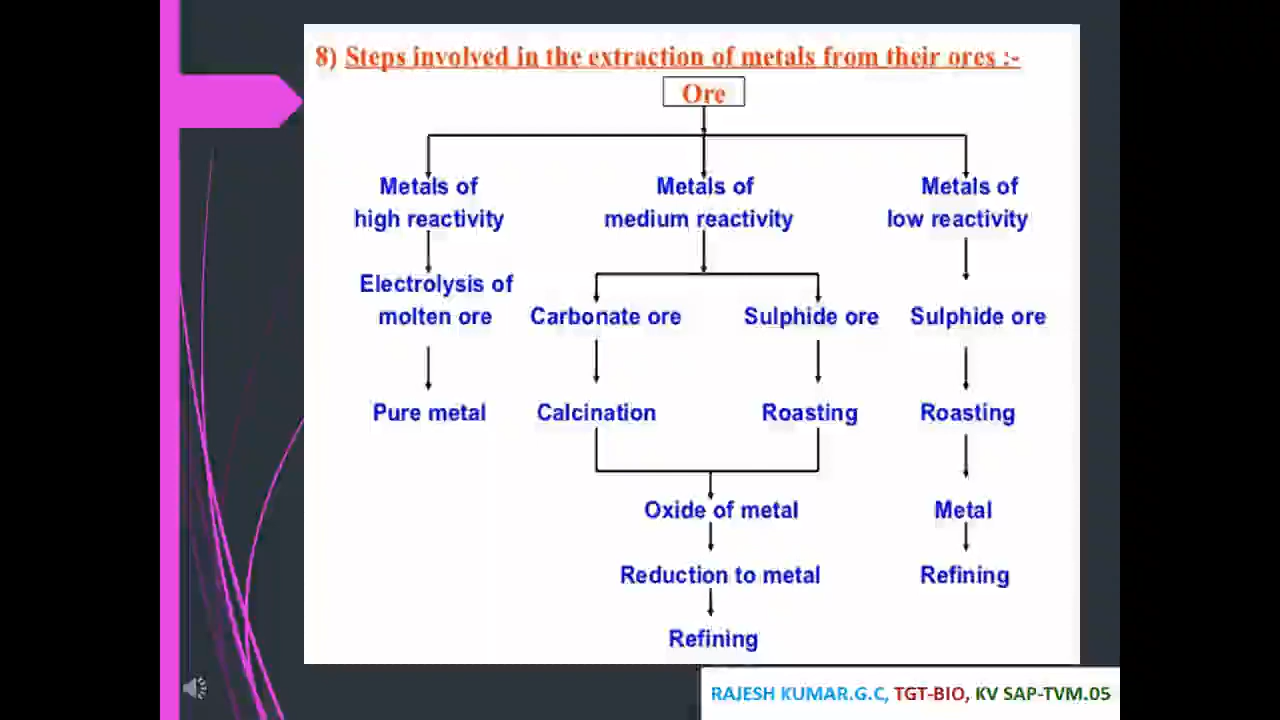 8) Steps involved in the extraction of metals from their ores :-
Ore
Metals of
high reactivity
Electrolysis of
molten ore
Pure metal
Metals of
medium reactivity
Carbonate ore
Calcination
Sulphide ore
Roasting
Oxide of metal
Reduction to metal
Refining
Metals of
low reactivity
Sulphide ore
Roasting
Metal
Refining
RAJESH KUMAR.G.C, TGT-BIO, KV SAP-TVM.05